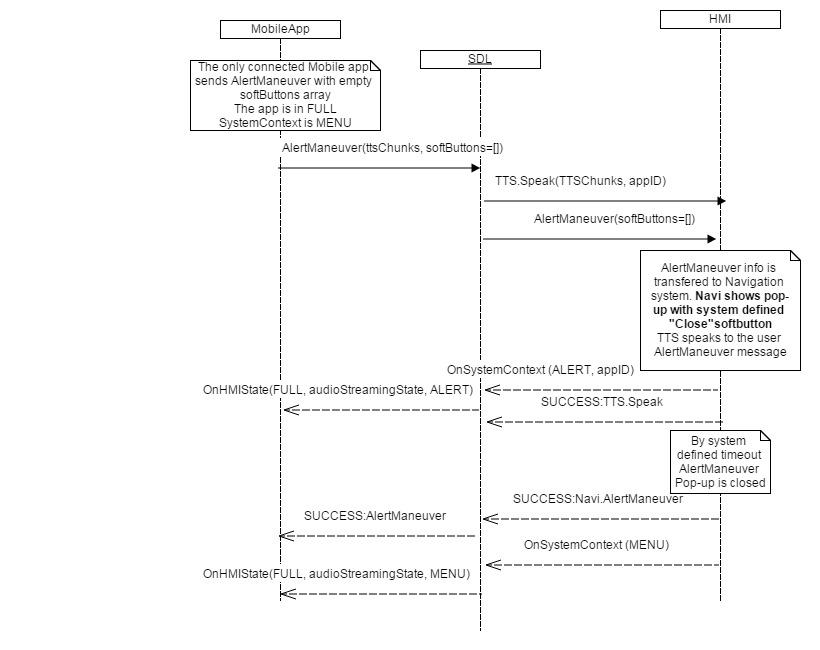 HMI
MobileApp
SDL
The only connected Mobile app
sends AlertManeuver with empty
softButtons array
The app is in FULL
SystemContext is MENU
AlertManeuver(ttsChunks, softButtons=[])
TTS.Speak(TTSChunks, appID)
AlertManeuver(softButtons=[])
AlertManeuver info is
transfered to Navigation
system. Navi shows pop-
up with system defined
"Close"softbutton
TTS speaks to the user
AlertManeuver message
OnSystemContext (ALERT, appID)
OnHMIState(FULL, audioStreamingState, ALERT)
SUCCESS:TTS.Speak
By system
defined timeout
AlertManeuver
Pop-up is closed
SUCCESS:Navi.AlertManeuver
SUCCESS:AlertManeuver
OnSystemContext (MENU)
OnHMIState(FULL, audioStreamingState, MENU)